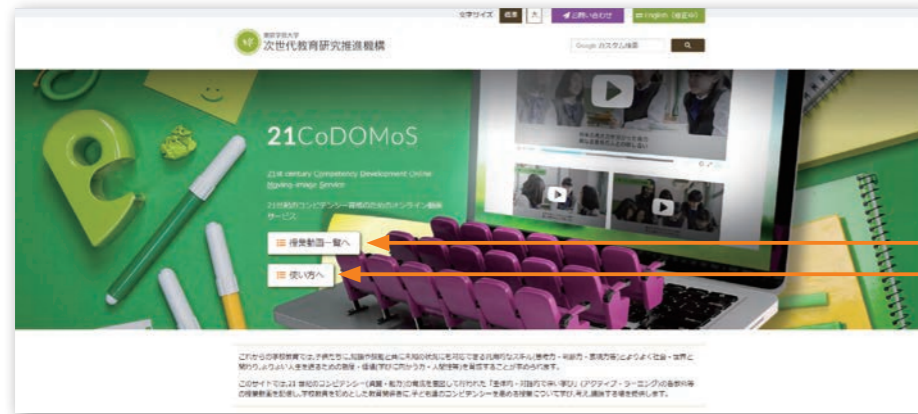 文字サイズ 標準 大 お問い合わせ English（修正中）
東京学芸大学
次世代教育研究推進機構
Google カスタム検索
21CoDOMoS
21st century Competency Development Online
Moving-image Service
21世紀のコンピテンシー育成のためのオンライン動画
サービス
授業動画一覧へ
使い方へ
これからの学校教育では、子供たちに、知識や技能と共に未知の状況にも対応できる汎用的なスキル(思考力・判断力・表現力等)とよりよく社会・世界と
関わり、よりよい人生を送るための態度・価値(学びに向かう力・人間性等)を育成することが求められます。
このサイトでは、21 世紀のコンピテンシー(資質・能力)の育成を意図して行われた「主体的・対話的で深い学び」(アクティブ・ラーニング)の各教科等
の授業動画を配信し、学校教育を初めとした教育関係者に、子ども達のコンピテンシーを高める授業について学び、考え、議論する場を提供します。